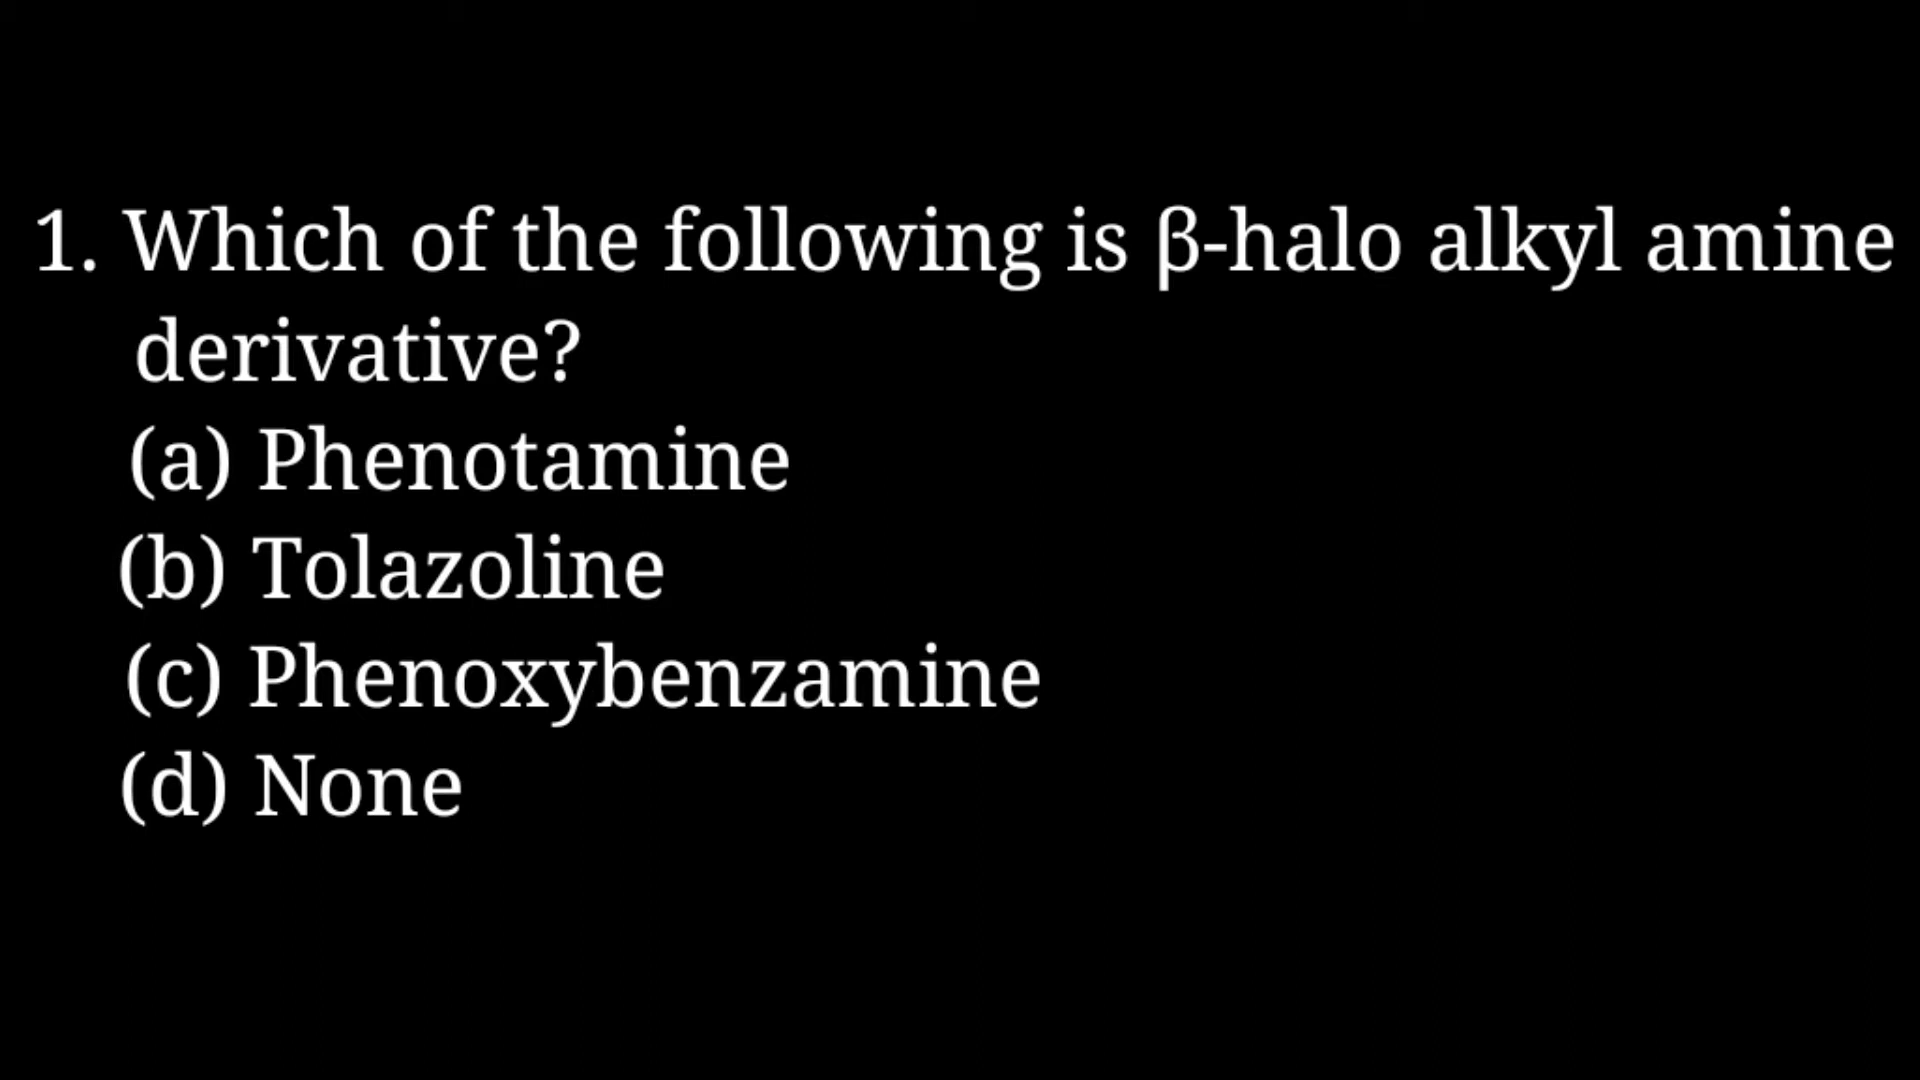 1. Which of the following is β-halo alkyl amine
derivative?
(a) Phenotamine
(b) Tolazoline
(c) Phenoxybenzamine
(d) None